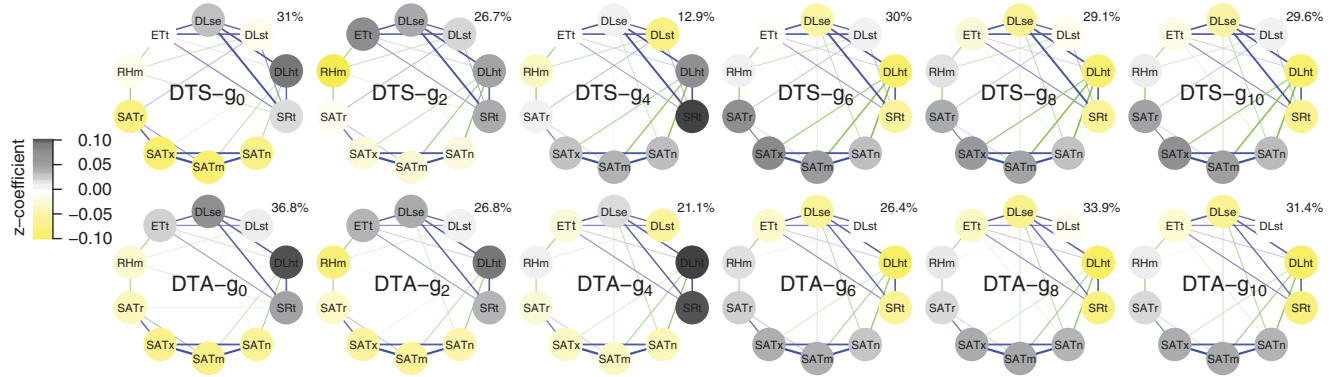 DLse 31% DLse 26.7% DLse 12.9% DLse 30% DLse 29.1% DLse 29.6%
ETt DLst ETt DLst ETt DLst ETt DLst ETt DLst ETt DLst
RHm DLht RHm DLht RHm DLht RHm DLht RHm DLht RHm DLht
DTS−g0 DTS−g2 DTS−g4 DTS−g6 DTS−g8 DTS−g10
SATr SRt SATr SRt SATr SRt SATr SRt SATr SRt SATr SRt
SATx SATn SATx SATn SATx SATn SATx SATn SATx SATn SATx SATn
SATm SATm SATm SATm SATm SATm
z−coefficient
0.10
0.05
0.00
−0.05
−0.10
DLse 36.8% DLse 26.8% DLse 21.1% DLse 26.4% DLse 33.9% DLse 31.4%
ETt DLst ETt DLst ETt DLst ETt DLst ETt DLst ETt DLst
RHm DLht RHm DLht RHm DLht RHm DLht RHm DLht RHm DLht
DTA−g0 DTA−g2 DTA−g4 DTA−g6 DTA−g8 DTA−g10
SATr SRt SATr SRt SATr SRt SATr SRt SATr SRt SATr SRt
SATx SATn SATx SATn SATx SATn SATx SATn SATx SATn SATx SATn
SATm SATm SATm SATm SATm SATm